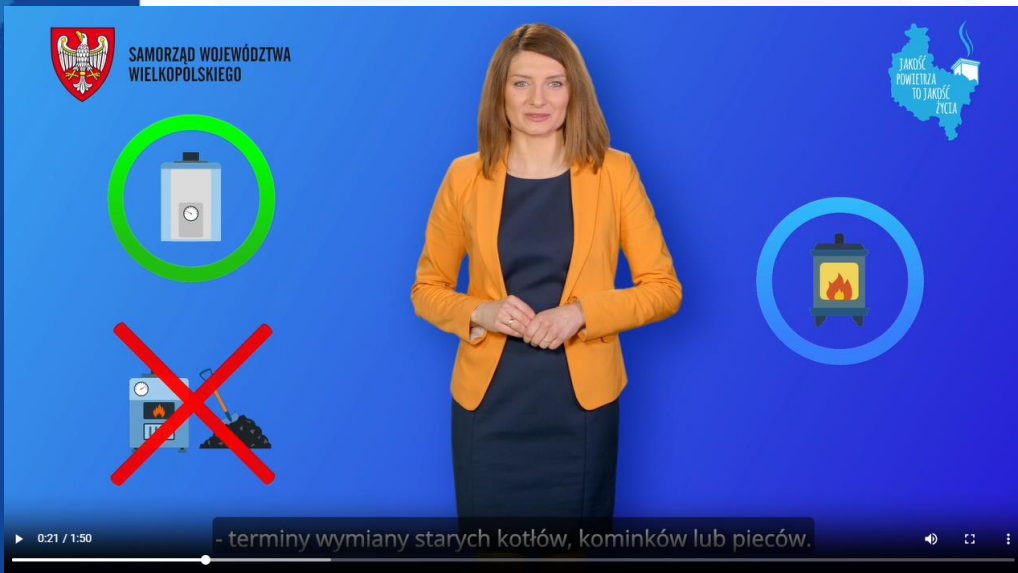 SAMORZĄD WOJEWÓDZTWA
WIELKOPOLSKIEGO
JAKOŚĆ
POWIETRZA
TO JAKOŚĆ
ŻYCIA
- terminy wymiany starych kotłów, kominków lub pieców.
0:21 / 1:50